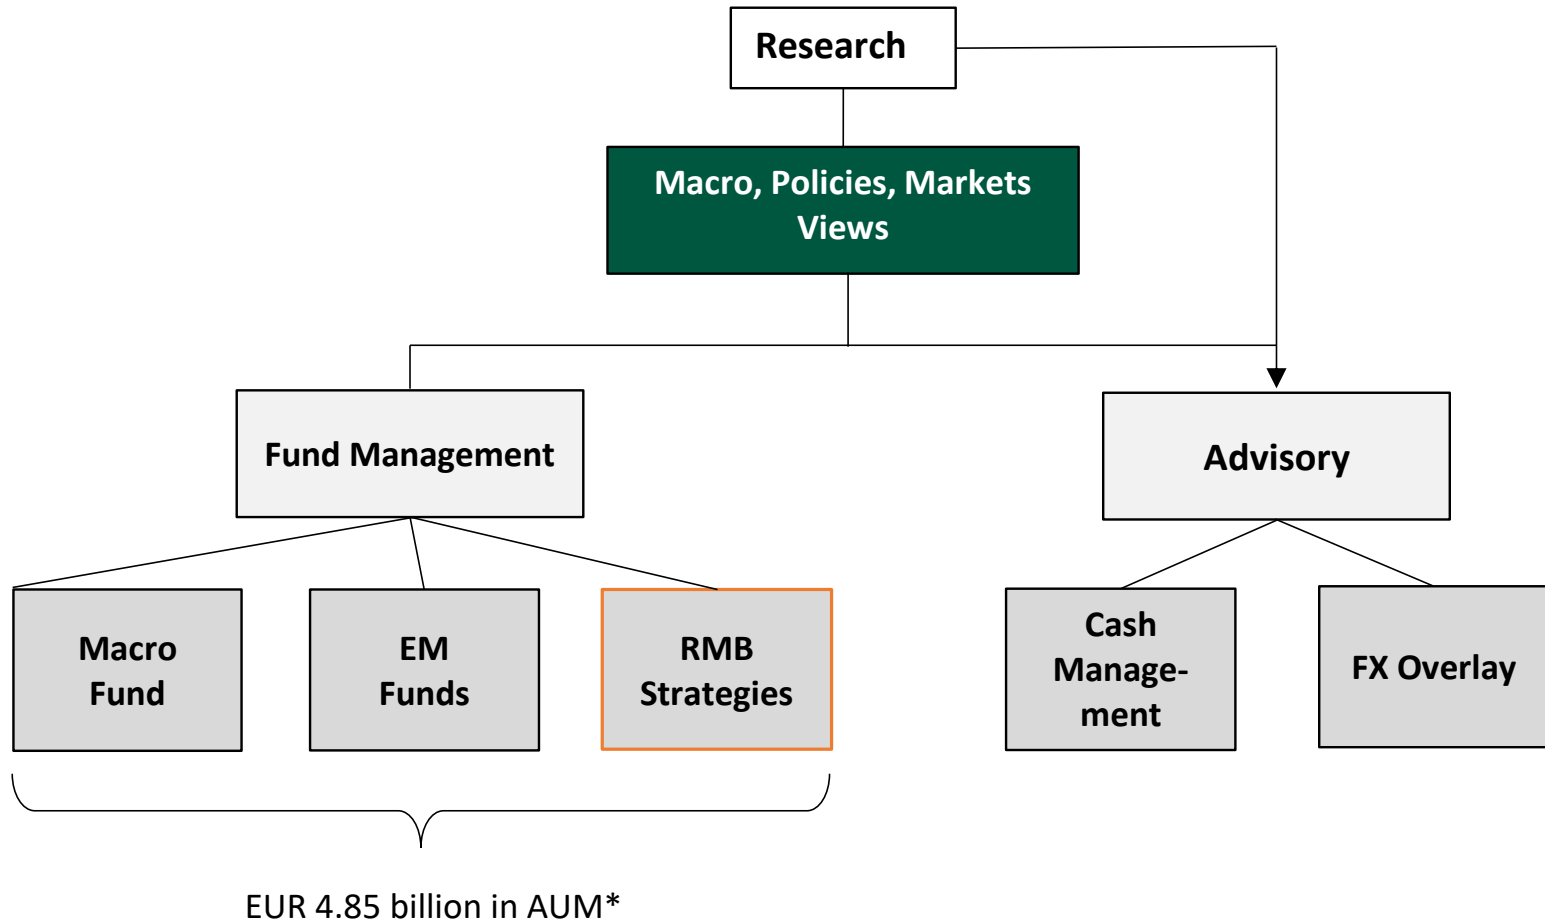 Research
Macro, Policies, Markets
Views
Fund Management
Advisory
Macro
Fund
EM
Funds
RMB
Strategies
Cash
Manage-
ment
FX Overlay
EUR 4.85 billion in AUM*